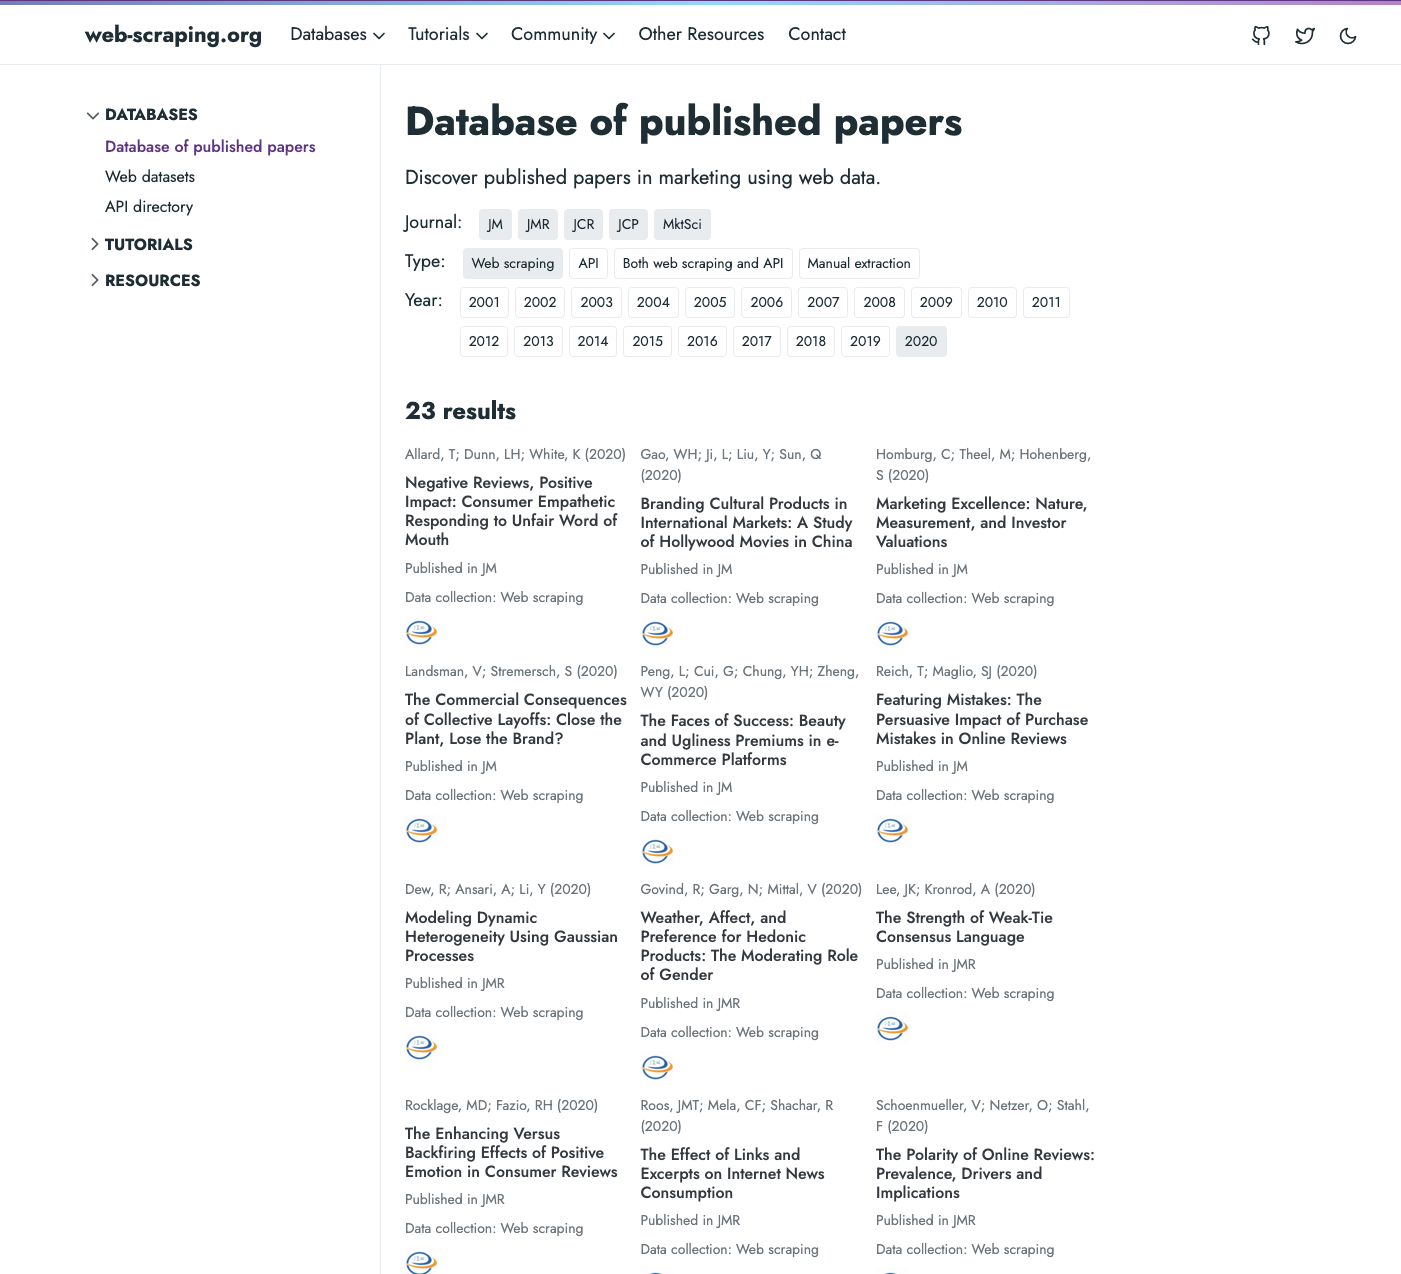 web-scraping.org
Databases
Tutorials
Community
Other Resources
Contact
DATABASES
Database of published papers
Web datasets
API directory
TUTORIALS
RESOURCES
Database of published papers
Discover published papers in marketing using web data.
Journal: JM JMR JCR JCP MktSci
Type: Web scraping API Both web scraping and API Manual extraction
Year: 2001 2002 2003 2004 2005 2006 2007 2008 2009 2010 2011
2012 2013 2014 2015 2016 2017 2018 2019 2020
23 results
Allard, T; Dunn, LH; White, K (2020)
Negative Reviews, Positive
Impact: Consumer Empathetic
Responding to Unfair Word of
Mouth
Published in JM
Data collection: Web scraping
Gao, WH; Ji, L; Liu, Y; Sun, Q
(2020)
Branding Cultural Products in
International Markets: A Study
of Hollywood Movies in China
Published in JM
Data collection: Web scraping
Homburg, C; Theel, M; Hohenberg,
S (2020)
Marketing Excellence: Nature,
Measurement, and Investor
Valuations
Published in JM
Data collection: Web scraping
Landsman, V; Stremersch, S (2020)
The Commercial Consequences
of Collective Layoffs: Close the
Plant, Lose the Brand?
Published in JM
Data collection: Web scraping
Peng, L; Cui, G; Chung, YH; Zheng,
WY (2020)
The Faces of Success: Beauty
and Ugliness Premiums in e-
Commerce Platforms
Published in JM
Data collection: Web scraping
Reich, T; Maglio, SJ (2020)
Featuring Mistakes: The
Persuasive Impact of Purchase
Mistakes in Online Reviews
Published in JM
Data collection: Web scraping
Dew, R; Ansari, A; Li, Y (2020)
Modeling Dynamic
Heterogeneity Using Gaussian
Processes
Published in JMR
Data collection: Web scraping
Govind, R; Garg, N; Mittal, V (2020)
Weather, Affect, and
Preference for Hedonic
Products: The Moderating Role
of Gender
Published in JMR
Data collection: Web scraping
Lee, JK; Kronrod, A (2020)
The Strength of Weak-Tie
Consensus Language
Published in JMR
Data collection: Web scraping
Rocklage, MD; Fazio, RH (2020)
The Enhancing Versus
Backfiring Effects of Positive
Emotion in Consumer Reviews
Published in JMR
Data collection: Web scraping
Roos, JMT; Mela, CF; Shachar, R
(2020)
The Effect of Links and
Excerpts on Internet News
Consumption
Published in JMR
Data collection: Web scraping
Schoenmueller, V; Netzer, O; Stahl,
F (2020)
The Polarity of Online Reviews:
Prevalence, Drivers and
Implications
Published in JMR
Data collection: Web scraping